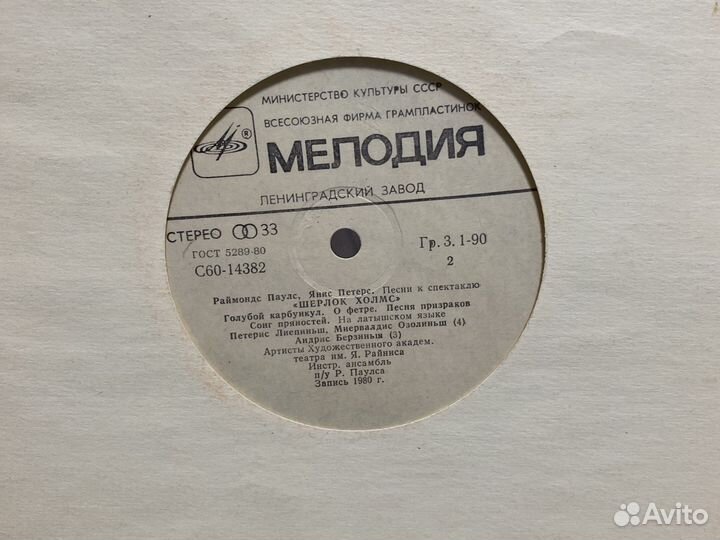 МИНИСТЕРСТВО КУЛЬТУРЫ СССР
ВСЕСОЮЗНАЯ ФИРМА ГРАМПЛАСТИНОК
®
МЕЛОДИЯ
ЛЕНИНГРАДСКИЙ ЗАВОД
СТЕРЕО 33
ГОСТ 5289-80
С60-14382
Гр. 3. 1-90
2
Раймондс Паулс, Янис Петерс. Песни к спектаклю
«ШЕРЛОК ХОЛМС»
Голубой карбункул. О фетре. Песня призраков
Сонг пряностей. На латышском языке
Петерис Лиепиньш, Миервалдис Озолиньш (4)
Андрис Берзиньш (3)
Артисты Художественного академ.
театра им. Я. Райниса
Инстр. ансамбль
п/у Р. Паулса
Запись 1980 г.
Avito